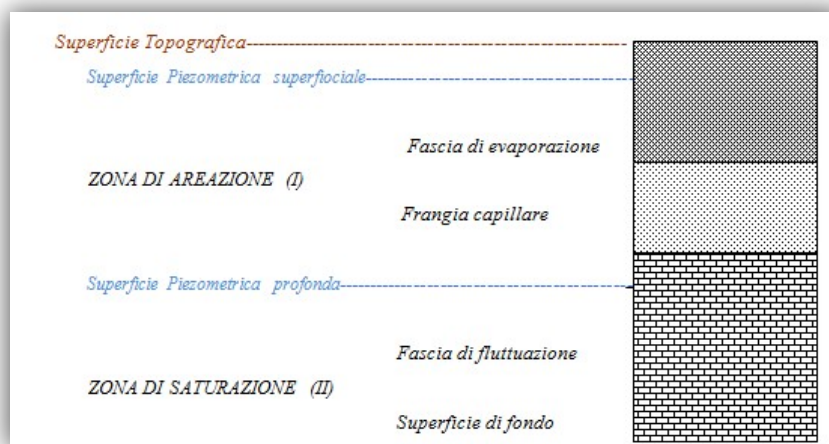 Superficie Topografica
Superficie Piezometrica superfiociale
Fascia di evaporazione
ZONA DI AREAZIONE (I)
Frangia capillare
Superficie Piezometrica profonda
Fascia di fluttuazione
ZONA DI SATURAZIONE (II)
Superficie di fondo